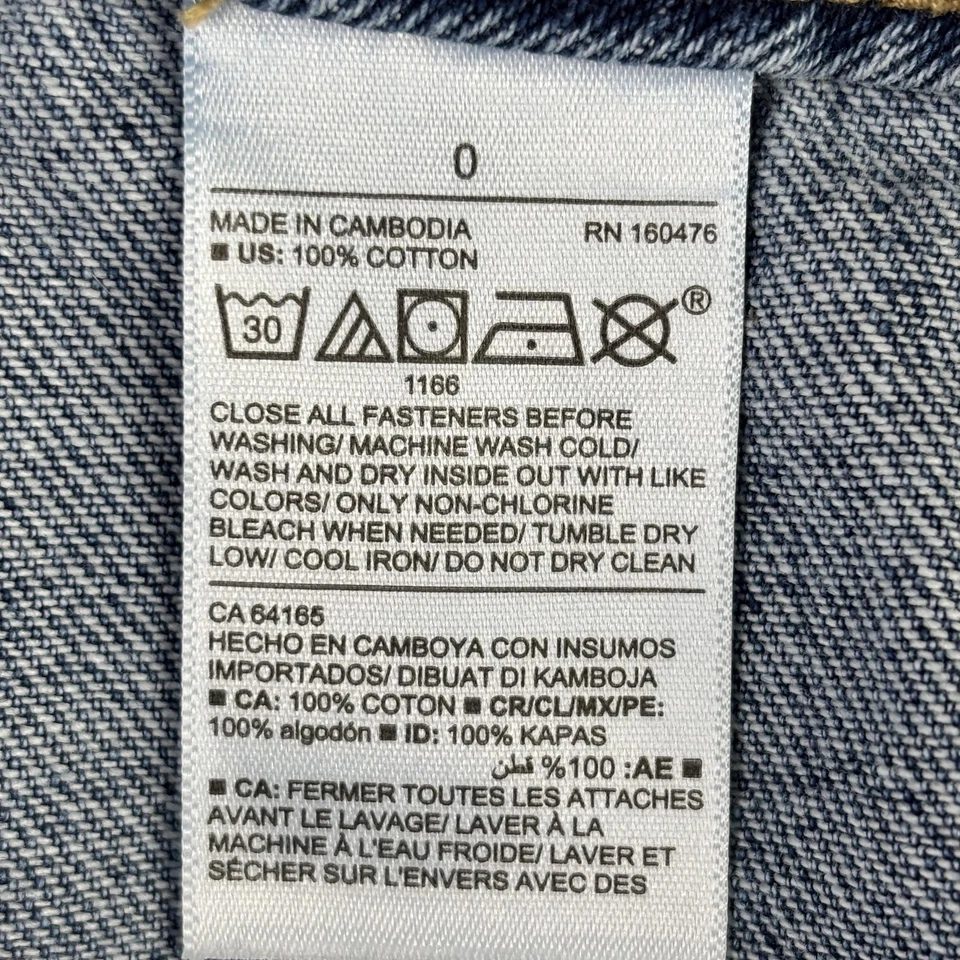 0
MADE IN CAMBODIA RN 160476
■ US: 100% COTTON
30 ®
1166
CLOSE ALL FASTENERS BEFORE
WASHING/ MACHINE WASH COLD/
WASH AND DRY INSIDE OUT WITH LIKE
COLORS/ ONLY NON-CHLORINE
BLEACH WHEN NEEDED/ TUMBLE DRY
LOW/ COOL IRON/ DO NOT DRY CLEAN
CA 64165
HECHO EN CAMBOYA CON INSUMOS
IMPORTADOS/ DIBUAT DI KAMBOJA
■ CA: 100% COTON ■ CR/CL/MX/PE:
100% algodón ■ ID: 100% KAPAS
■ AE: 100% قطن
■ CA: FERMER TOUTES LES ATTACHES
AVANT LE LAVAGE/ LAVER À LA
MACHINE À L'EAU FROIDE/ LAVER ET
SÉCHER SUR L'ENVERS AVEC DES